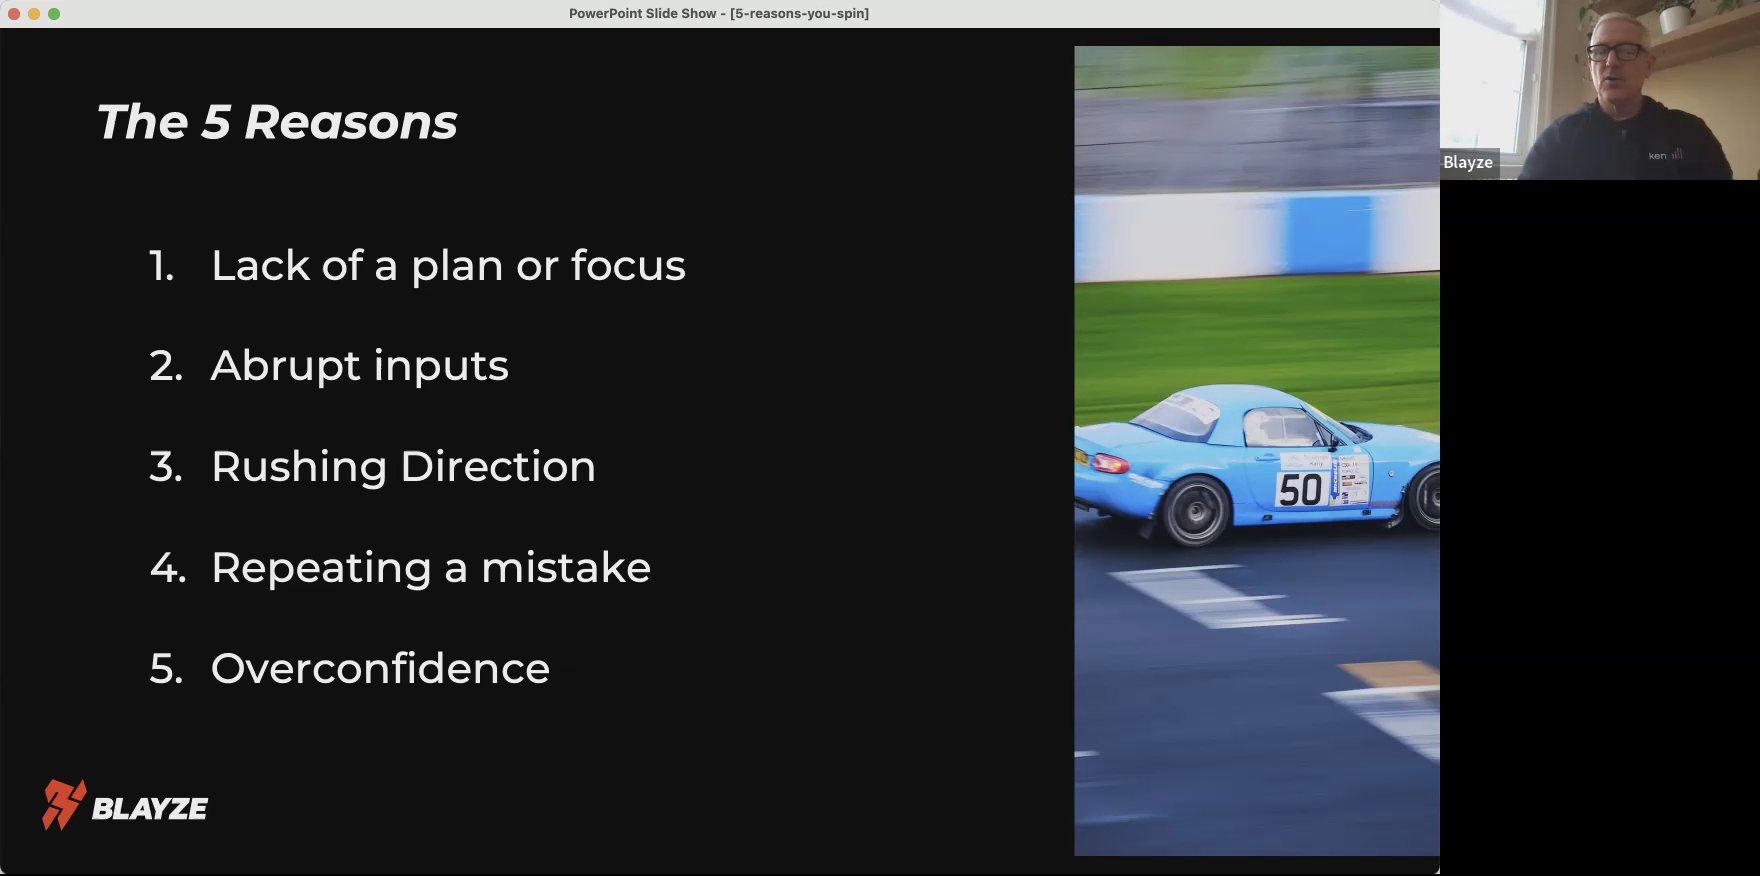 PowerPoint Slide Show - [5-reasons-you-spin]
The 5 Reasons
1. Lack of a plan or focus
2. Abrupt inputs
3. Rushing Direction
4. Repeating a mistake
5. Overconfidence
BLAYZE
50
Blayze
ken